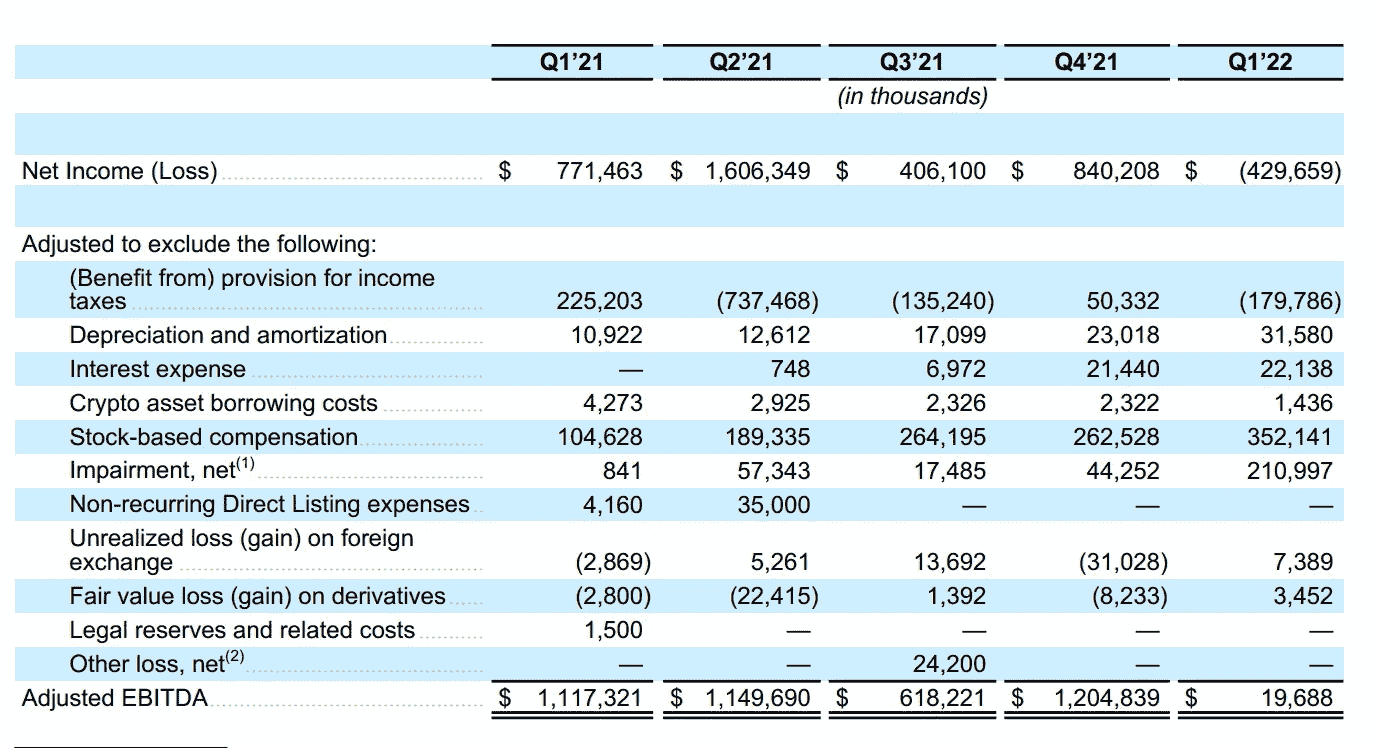 Q1’21 Q2’21 Q3’21 Q4’21 Q1’22
(in thousands)
Net Income (Loss) $ 771,463 $ 1,606,349 $ 406,100 $ 840,208 $ (429,659)
Adjusted to exclude the following:
(Benefit from) provision for income
taxes 225,203 (737,468) (135,240) 50,332 (179,786)
Depreciation and amortization 10,922 12,612 17,099 23,018 31,580
Interest expense — 748 6,972 21,440 22,138
Crypto asset borrowing costs 4,273 2,925 2,326 2,322 1,436
Stock-based compensation 104,628 189,335 264,195 262,528 352,141
Impairment, net(1) 841 57,343 17,485 44,252 210,997
Non-recurring Direct Listing expenses 4,160 35,000 — — —
Unrealized loss (gain) on foreign
exchange (2,869) 5,261 13,692 (31,028) 7,389
Fair value loss (gain) on derivatives (2,800) (22,415) 1,392 (8,233) 3,452
Legal reserves and related costs 1,500 — — — —
Other loss, net(2) — — 24,200 — —
Adjusted EBITDA $ 1,117,321 $ 1,149,690 $ 618,221 $ 1,204,839 $ 19,688